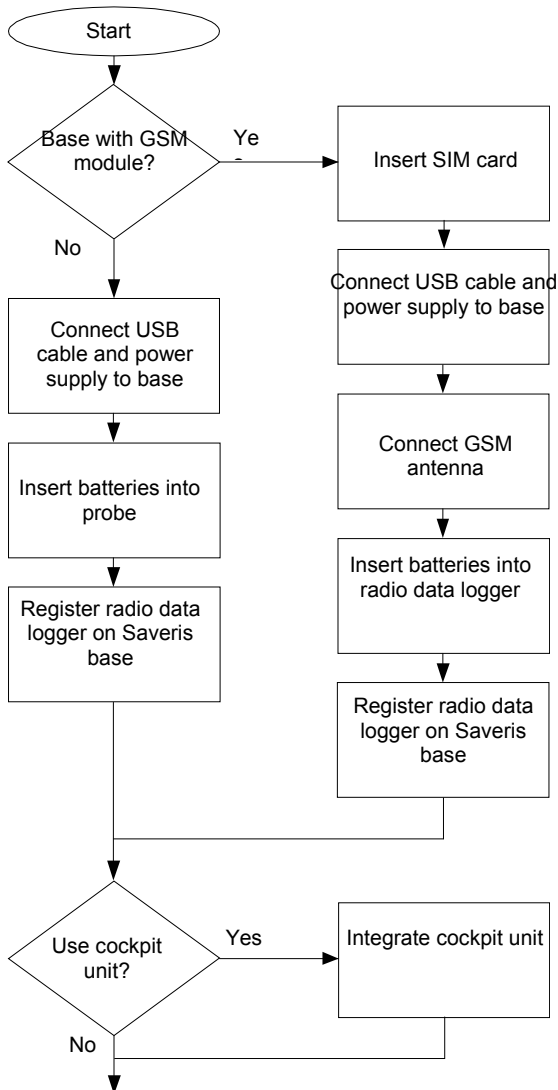 Start
Base with GSM
module?
Ye
Insert SIM card
No
Connect USB cable and
power supply to base
Connect USB
cable and power
supply to base
Connect GSM
antenna
Insert batteries into
probe
Insert batteries into
radio data logger
Register radio data
logger on Saveris
base
Register radio data
logger on Saveris
base
Use cockpit
unit?
Yes
Integrate cockpit unit
No